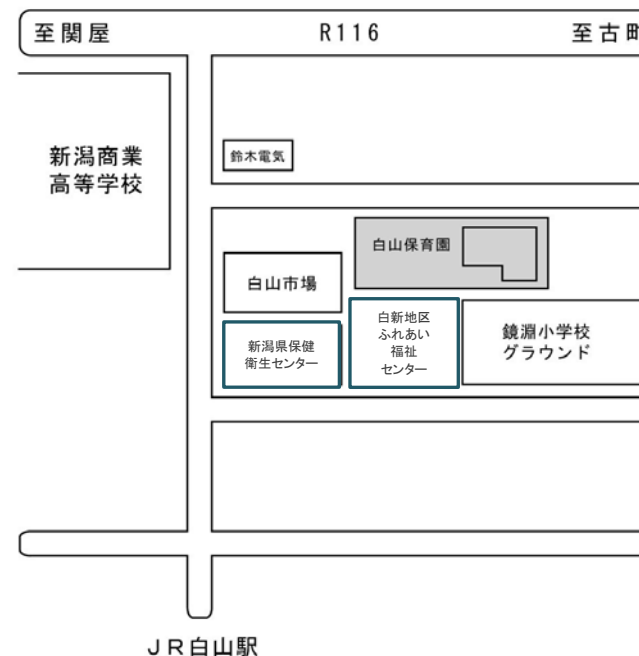 至関屋
R116
至古町
新潟商業
高等学校
鈴木電気
白山保育園
白山市場
白新地区
ふれあい
福祉
センター
鏡淵小学校
グラウンド
新潟県保健
衛生センター
JR白山駅